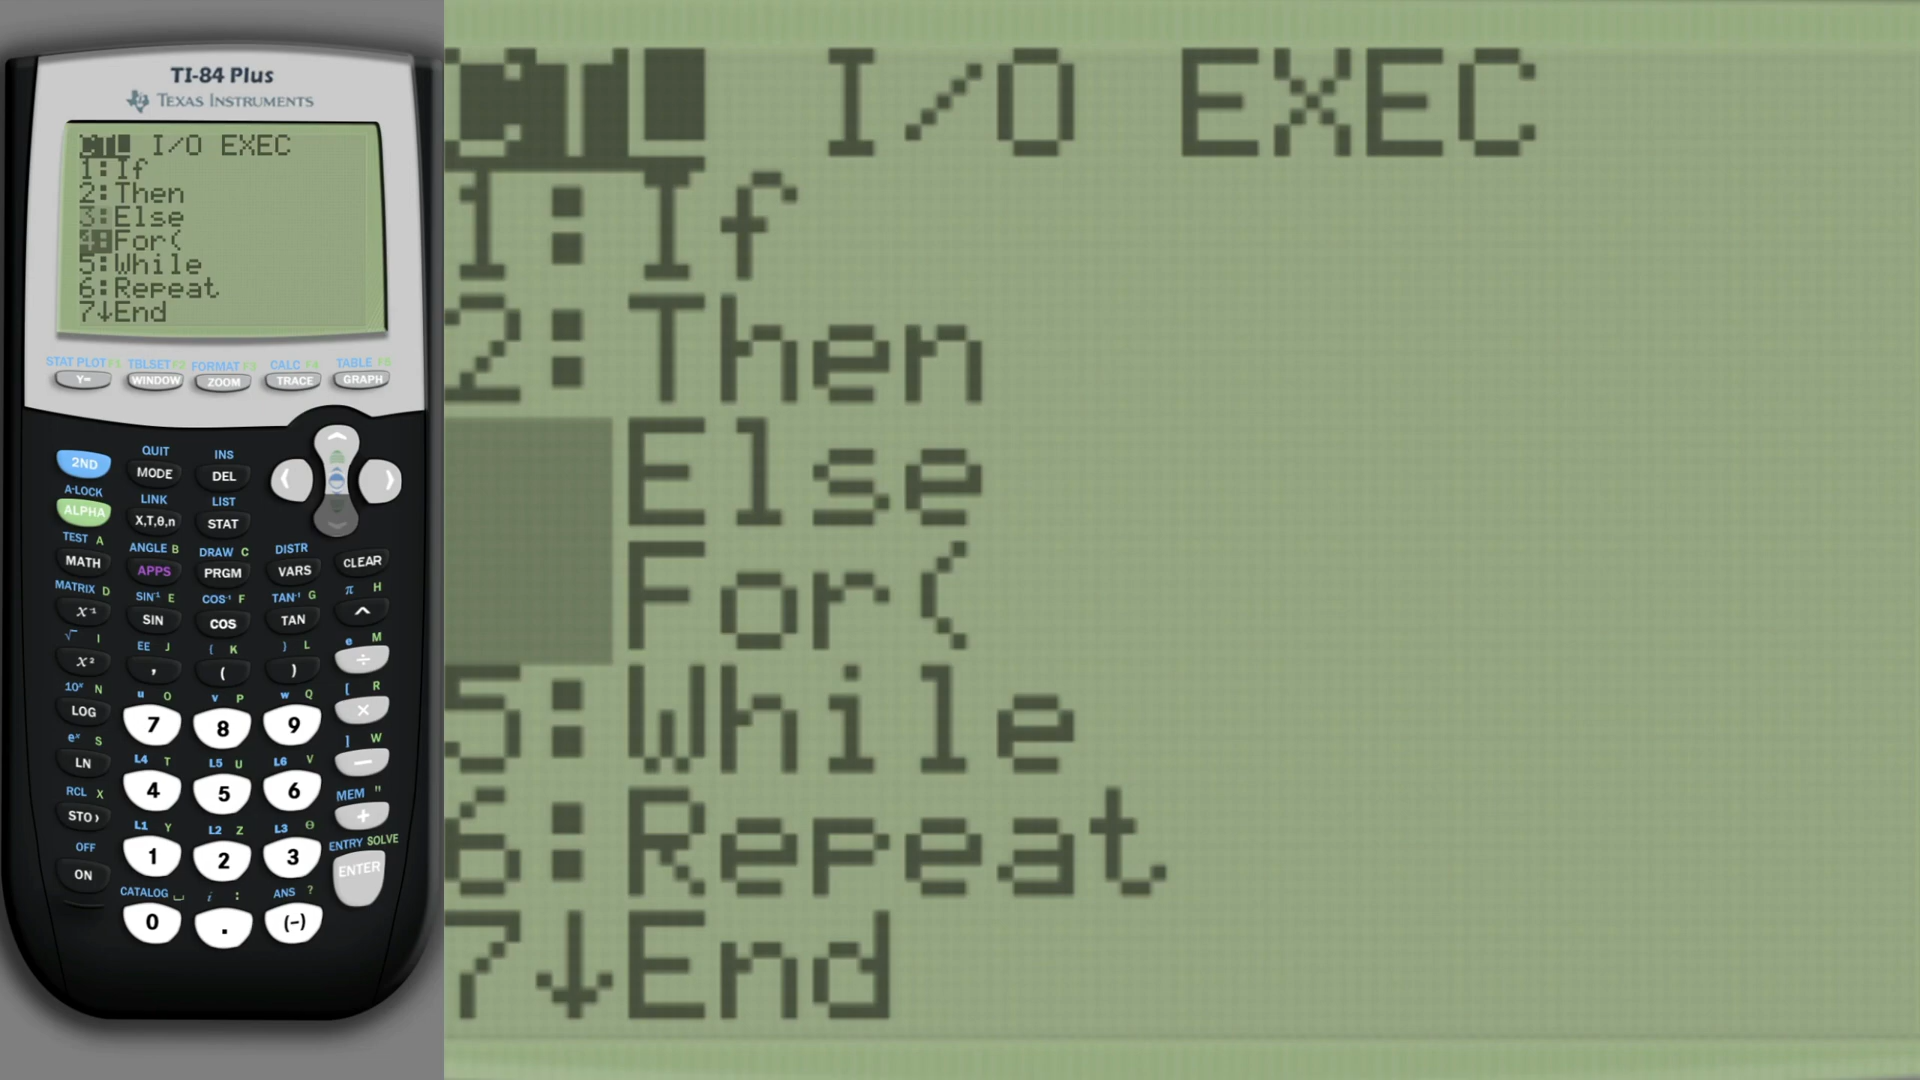 TI-84 Plus
TEXAS INSTRUMENTS
CTL I/O EXEC
1:If
2:Then
3:Else
4:For(
5:While
6:Repeat
7↓End
STAT PLOT F1 TBLSET F2 FORMAT F3 CALC F4 TABLE F5
Y= WINDOW ZOOM TRACE GRAPH
QUIT INS
2ND MODE DEL
A-LOCK LINK LIST
ALPHA X,T,θ,n STAT
TEST A ANGLE B DRAW C DISTR
MATH APPS PRGM VARS CLEAR
MATRIX D SIN⁻¹ E COS⁻¹ F TAN⁻¹ G π H
X⁻¹ SIN COS TAN ^
√ I EE J { K } L e M
X² , ( ) ÷
10ˣ N u O v P w Q [ R
LOG 7 8 9 ×
eˣ S L4 T L5 U L6 V ] W
LN 4 5 6 −
RCL X L1 Y L2 Z L3 θ MEM "
STO› 1 2 3 +
OFF ENTRY SOLVE
ON ENTER
CATALOG ␣ i : ANS ?
0 . (-)
CTL I/O EXEC
1:If
2:Then
Else
For(
5:While
6:Repeat
7↓End